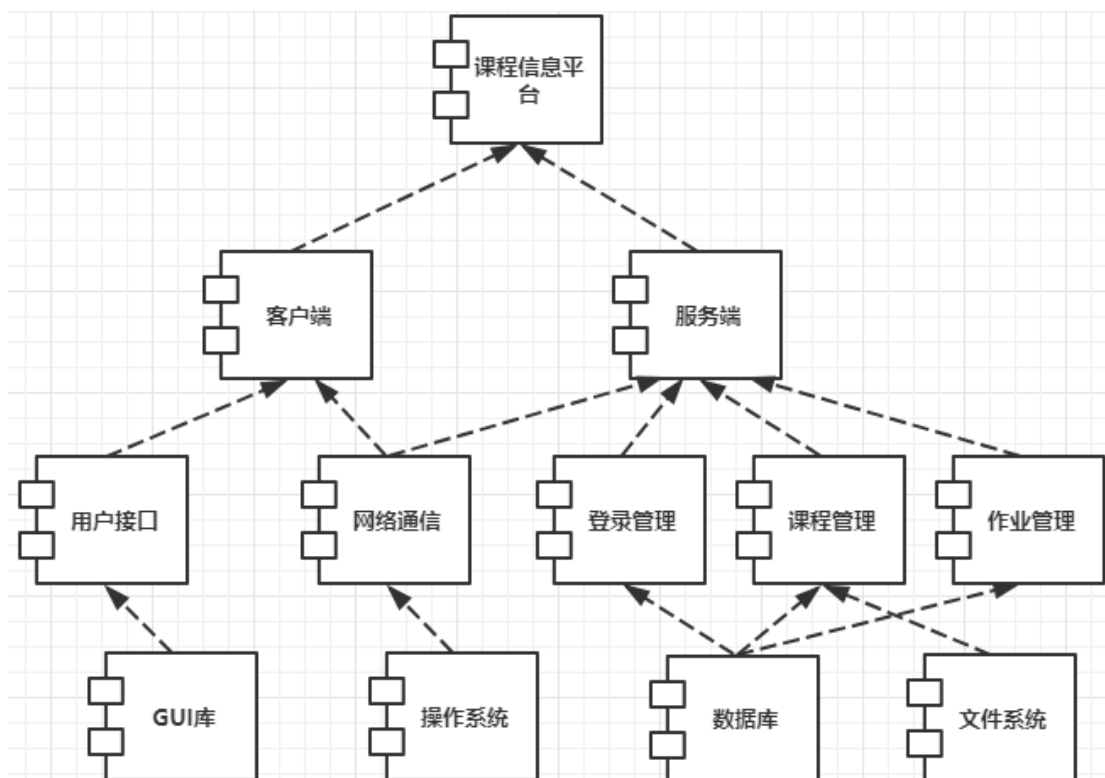 课程信息平
台
客户端
服务端
用户接口
网络通信
登录管理
课程管理
作业管理
GUI库
操作系统
数据库
文件系统